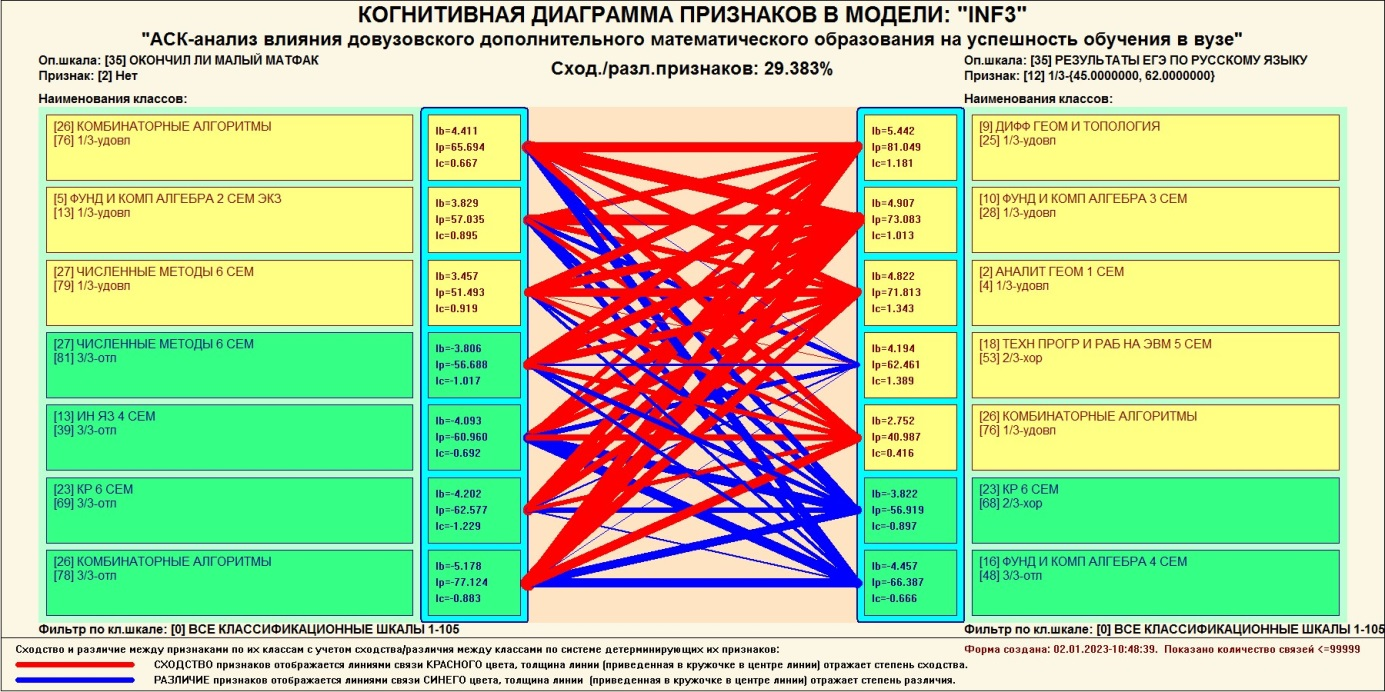 КОГНИТИВНАЯ ДИАГРАММА ПРИЗНАКОВ В МОДЕЛИ: "INF3"
"АСК-анализ влияния довузовского дополнительного математического образования на успешность обучения в вузе"
Оп.шкала: [35] ОКОНЧИЛ ЛИ МАЛЫЙ МАТФАК
Признак: [2] Нет
Сход./разл.признаков: 29.383%
Оп.шкала: [35] РЕЗУЛЬТАТЫ ЕГЭ ПО РУССКОМУ ЯЗЫКУ
Признак: [12] 1/3-{45.0000000, 62.0000000}
Наименования классов:
Наименования классов:
[26] КОМБИНАТОРНЫЕ АЛГОРИТМЫ
[76] 1/3-удовл
Ib=4.411
Ip=65.694
Ic=0.667
Ib=5.442
Ip=81.049
Ic=1.181
[9] ДИФФ ГЕОМ И ТОПОЛОГИЯ
[25] 1/3-удовл
[5] ФУНД И КОМП АЛГЕБРА 2 СЕМ ЭКЗ
[13] 1/3-удовл
Ib=3.829
Ip=57.035
Ic=0.895
Ib=4.907
Ip=73.083
Ic=1.013
[10] ФУНД И КОМП АЛГЕБРА 3 СЕМ
[28] 1/3-удовл
[27] ЧИСЛЕННЫЕ МЕТОДЫ 6 СЕМ
[79] 1/3-удовл
Ib=3.457
Ip=51.493
Ic=0.919
Ib=4.822
Ip=71.813
Ic=1.343
[2] АНАЛИТ ГЕОМ 1 СЕМ
[4] 1/3-удовл
[27] ЧИСЛЕННЫЕ МЕТОДЫ 6 СЕМ
[81] 3/3-отл
Ib=-3.806
Ip=-56.688
Ic=-1.017
Ib=4.194
Ip=62.461
Ic=1.389
[18] ТЕХН ПРОГР И РАБ НА ЭВМ 5 СЕМ
[53] 2/3-хор
[13] ИН ЯЗ 4 СЕМ
[39] 3/3-отл
Ib=-4.093
Ip=-60.960
Ic=-0.692
Ib=2.752
Ip=40.987
Ic=0.416
[26] КОМБИНАТОРНЫЕ АЛГОРИТМЫ
[76] 1/3-удовл
[23] КР 6 СЕМ
[69] 3/3-отл
Ib=-4.202
Ip=-62.577
Ic=-1.229
Ib=-3.822
Ip=-56.919
Ic=-0.897
[23] КР 6 СЕМ
[68] 2/3-хор
[26] КОМБИНАТОРНЫЕ АЛГОРИТМЫ
[78] 3/3-отл
Ib=-5.178
Ip=-77.124
Ic=-0.883
Ib=-4.457
Ip=-66.387
Ic=-0.666
[16] ФУНД И КОМП АЛГЕБРА 4 СЕМ
[48] 3/3-отл
Фильтр по кл.шкале: [0] ВСЕ КЛАССИФИКАЦИОННЫЕ ШКАЛЫ 1-105
Фильтр по кл.шкале: [0] ВСЕ КЛАССИФИКАЦИОННЫЕ ШКАЛЫ 1-105
Сходство и различие между признаками по их классам с учетом сходства/различия между классами по системе детерминирующих их признаков:
Форма создана: 02.01.2023-10:48:39. Показано количество связей <=99999
СХОДСТВО признаков отображается линиями связи КРАСНОГО цвета, толщина линии (приведенная в кружочке в центре линии) отражает степень сходства.
РАЗЛИЧИЕ признаков отображается линиями связи СИНЕГО цвета, толщина линии (приведенная в кружочке в центре линии) отражает степень различия.